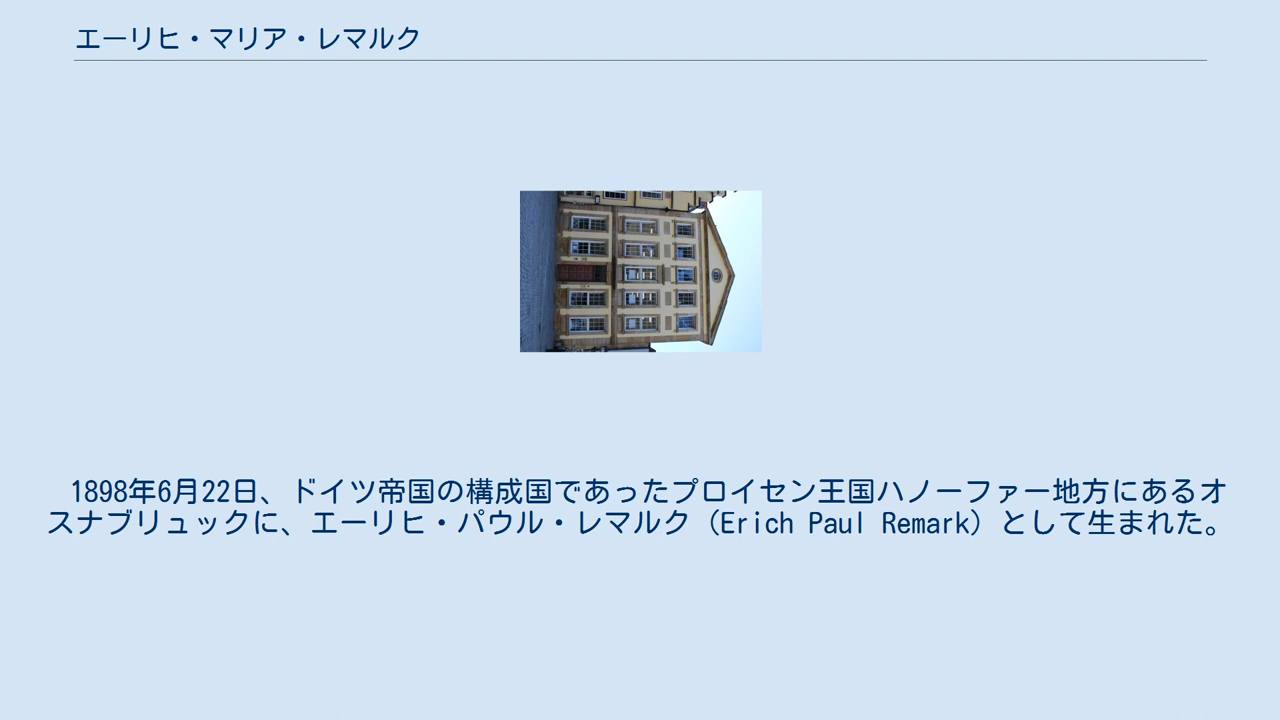 エーリヒ・マリア・レマルク
1898年6月22日、ドイツ帝国の構成国であったプロイセン王国ハノーファー地方にあるオ
スナブリュックに、エーリヒ・パウル・レマルク（Erich Paul Remark）として生まれた。